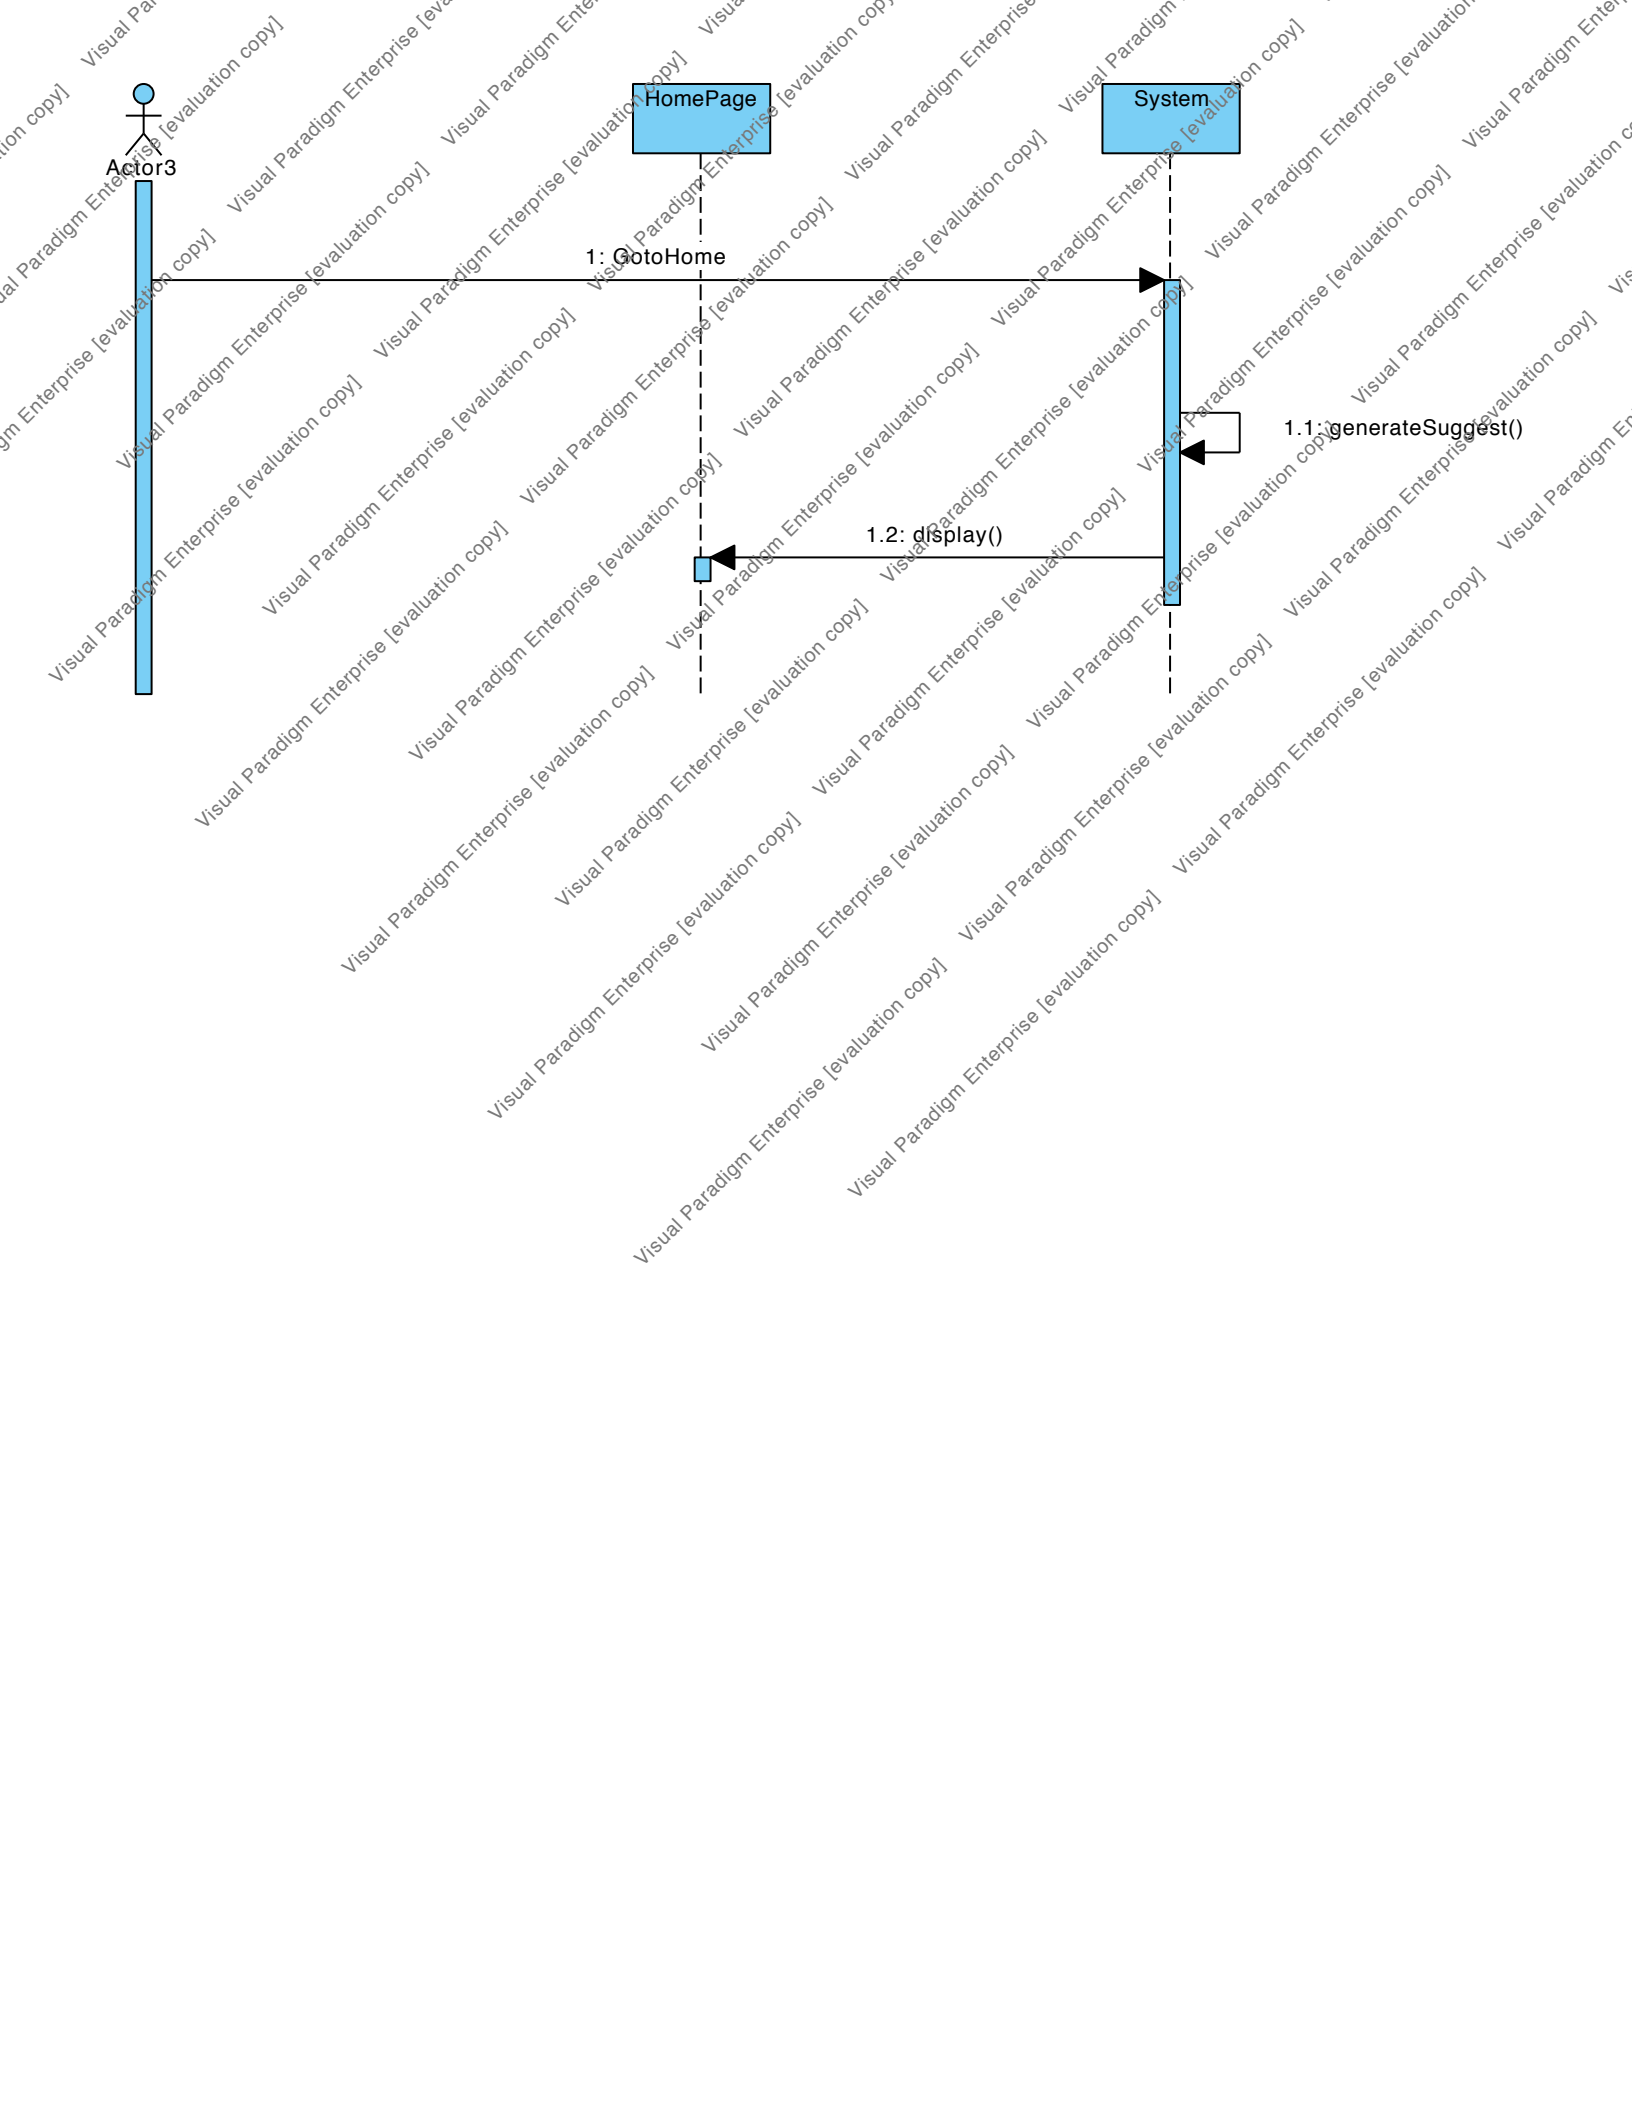 Actor3
HomePage
System
1: GotoHome
1.1: generateSuggest()
1.2: display()
Visual Paradigm Enterprise [evaluation copy]